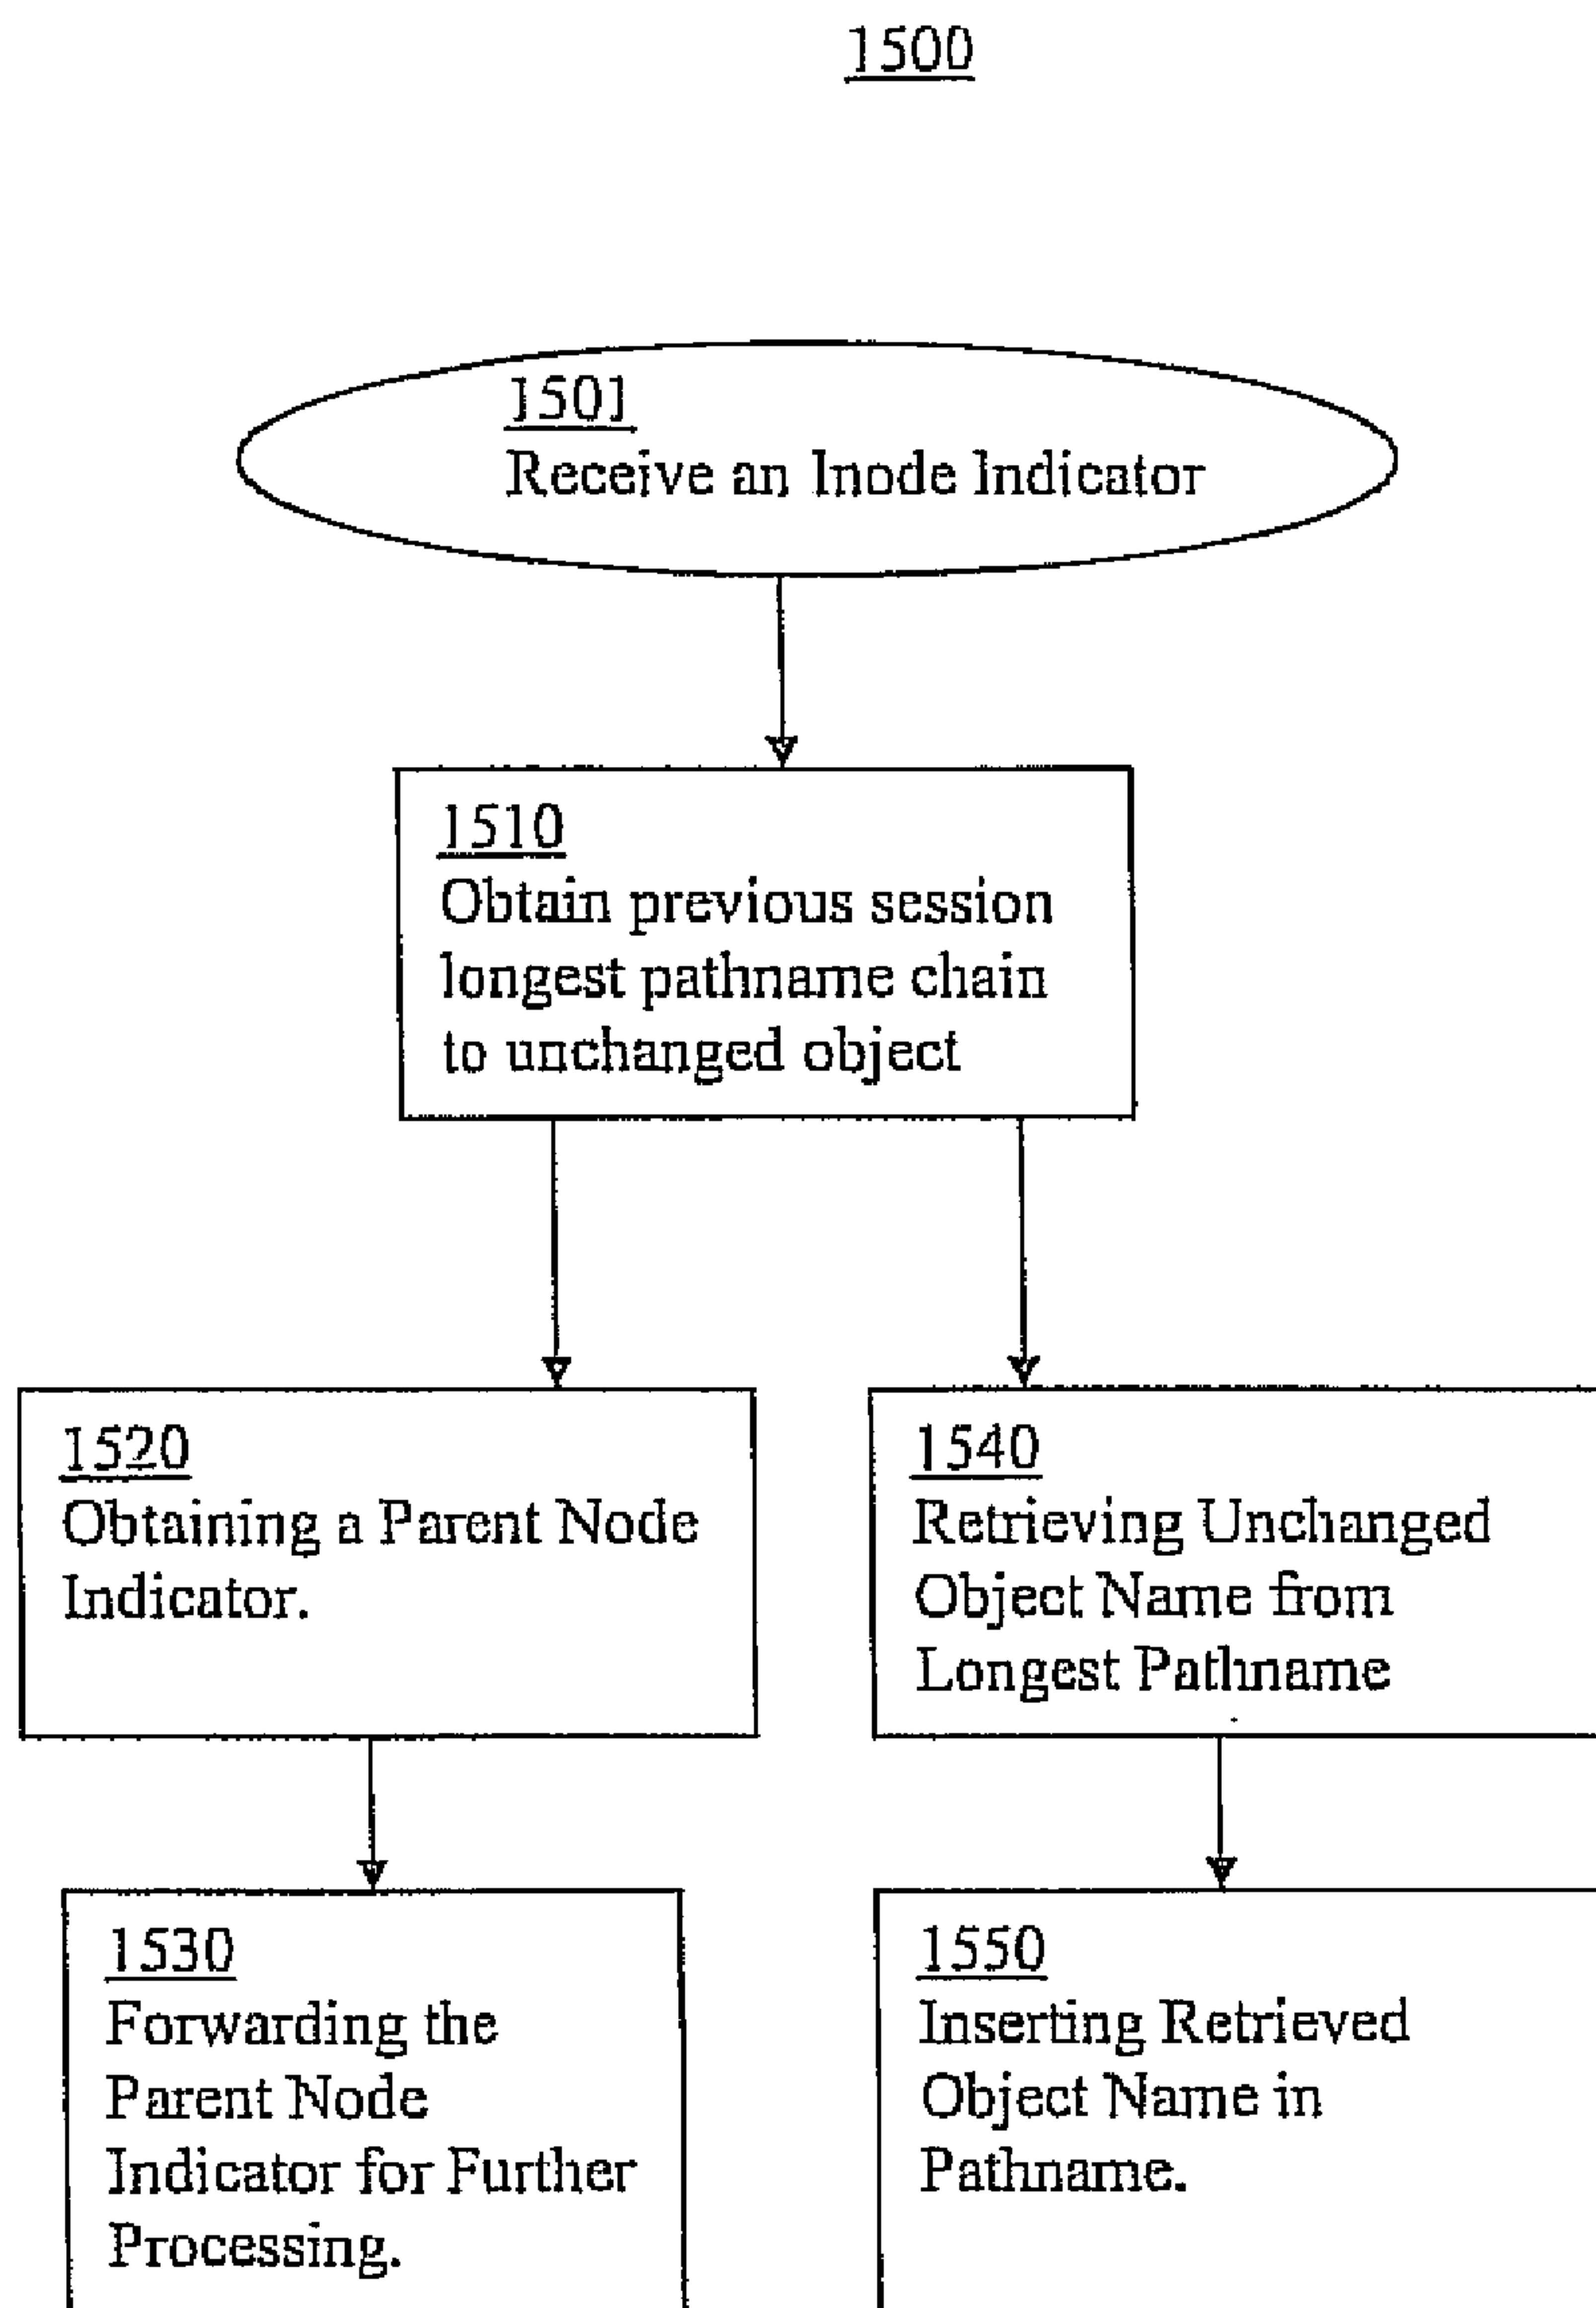 1500
1501
Receive an Inode Indicator
1510
Obtain previous session
longest pathname chain
to unchanged object
1520
Obtaining a Parent Node
Indicator.
1540
Retrieving Unchanged
Object Name from
Longest Pathname
1530
Forwarding the
Parent Node
Indicator for Further
Processing.
1550
Inserting Retrieved
Object Name in
Pathname.